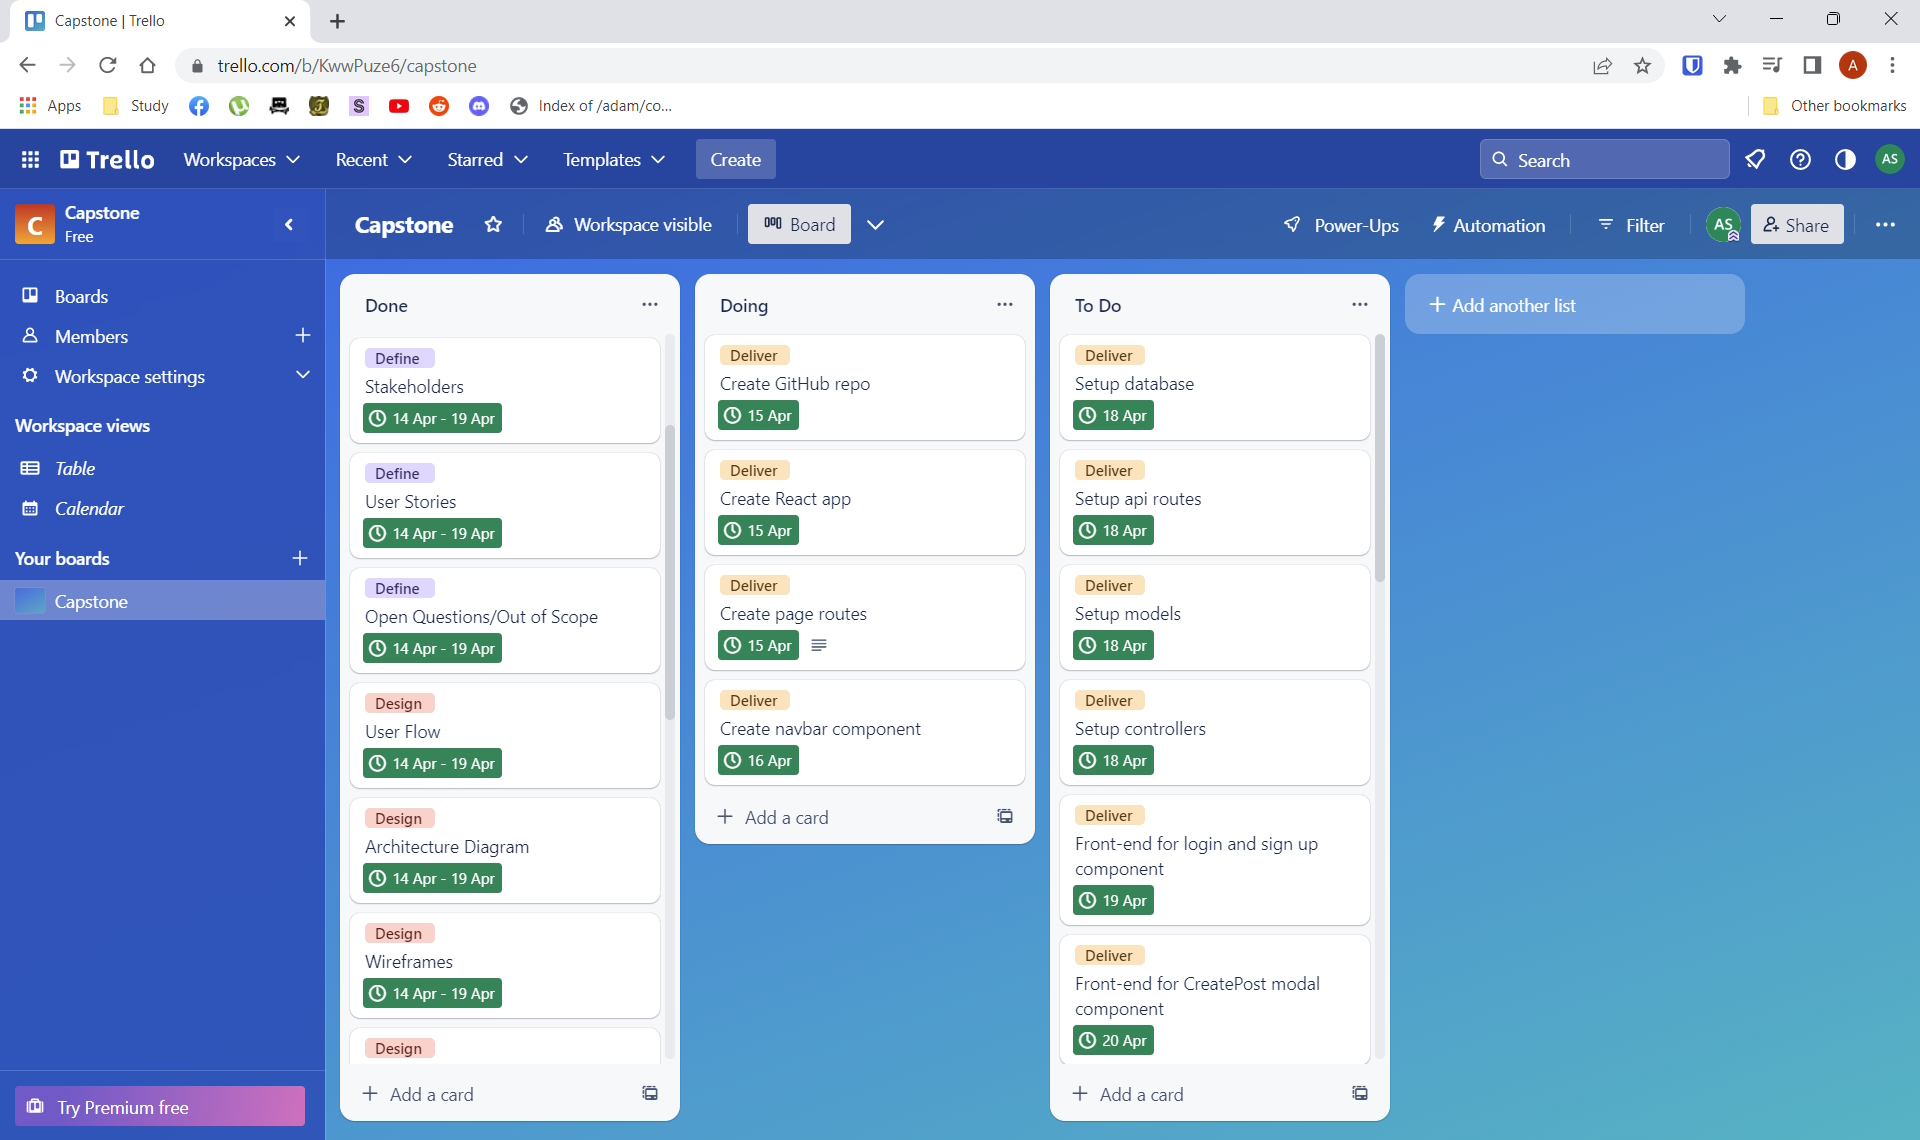 Capstone | Trello
trello.com/b/KwwPuze6/capstone
A
Apps
Study
S
Index of /adam/co...
Other bookmarks
Trello
Workspaces
Recent
Starred
Templates
Create
Search
AS
C
Capstone
Free
Capstone
Workspace visible
Board
Power-Ups
Automation
Filter
AS
Share
Boards
Members
Workspace settings
Workspace views
Table
Calendar
Your boards
Capstone
Try Premium free
Done
Define
Stakeholders
14 Apr - 19 Apr
Define
User Stories
14 Apr - 19 Apr
Define
Open Questions/Out of Scope
14 Apr - 19 Apr
Design
User Flow
14 Apr - 19 Apr
Design
Architecture Diagram
14 Apr - 19 Apr
Design
Wireframes
14 Apr - 19 Apr
Design
Add a card
Doing
Deliver
Create GitHub repo
15 Apr
Deliver
Create React app
15 Apr
Deliver
Create page routes
15 Apr
Deliver
Create navbar component
16 Apr
Add a card
To Do
Deliver
Setup database
18 Apr
Deliver
Setup api routes
18 Apr
Deliver
Setup models
18 Apr
Deliver
Setup controllers
18 Apr
Deliver
Front-end for login and sign up
component
19 Apr
Deliver
Front-end for CreatePost modal
component
20 Apr
Add a card
Add another list